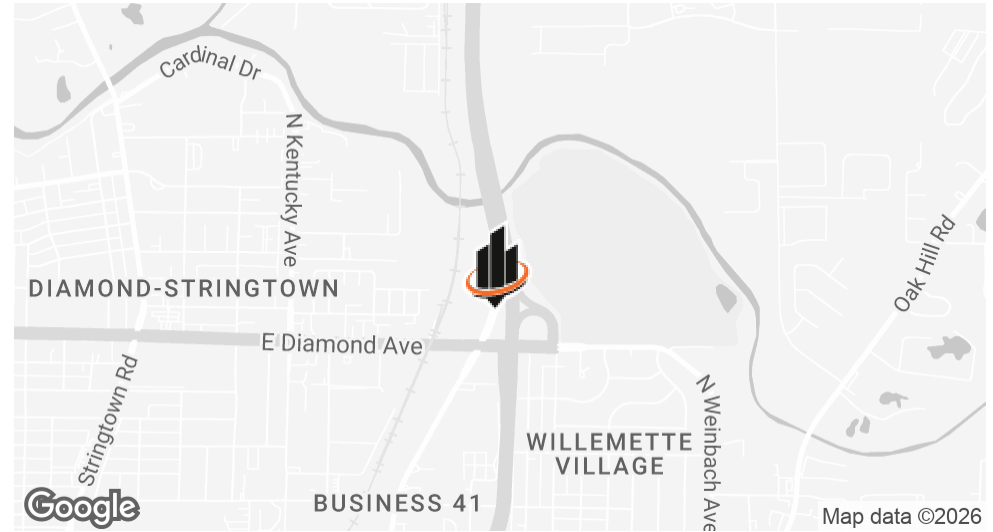 Cardinal Dr
N Kentucky Ave
Oak Hill Rd
DIAMOND-STRINGTOWN
E Diamond Ave
Stringtown Rd
N Weinbach Ave
WILLEMETTE
VILLAGE
BUSINESS 41
Google
Map data ©2026